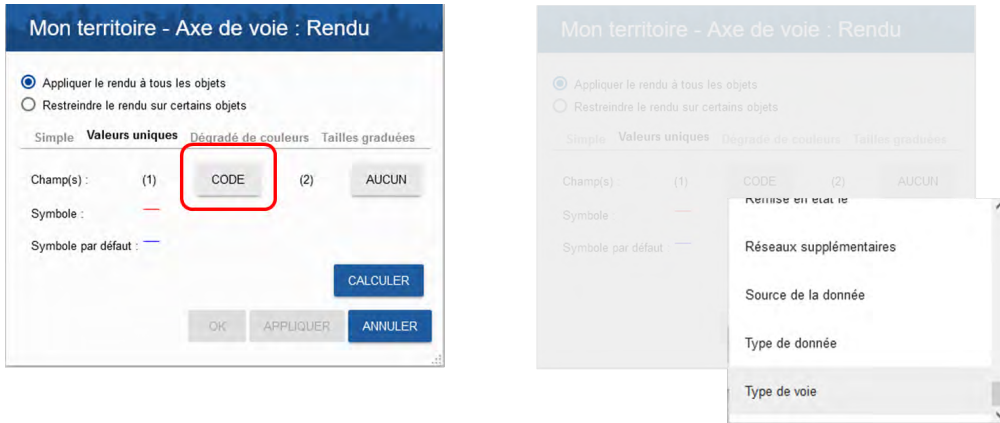 Mon territoire - Axe de voie : Rendu
Appliquer le rendu à tous les objets
Restreindre le rendu sur certains objets
Simple Valeurs uniques Dégradé de couleurs Tailles graduées
Champ(s) : (1) CODE (2) AUCUN
Symbole :
Symbole par défaut :
CALCULER
OK APPLIQUER ANNULER
Mon territoire - Axe de voie : Rendu
Appliquer le rendu à tous les objets
Restreindre le rendu sur certains objets
Simple Valeurs uniques Dégradé de couleurs Tailles graduées
Champ(s) (1) CODE (2) AUCUN
Symbole
Symbole par défaut
Remise en état le
Réseaux supplémentaires
Source de la donnée
Type de donnée
Type de voie